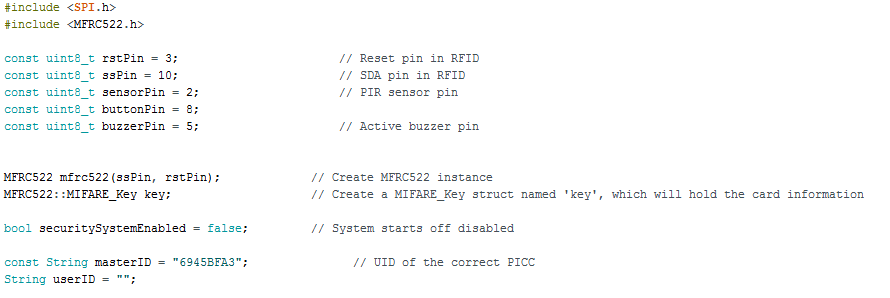 #include <SPI.h>
#include <MFRC522.h>
const uint8_t rstPin = 3; // Reset pin in RFID
const uint8_t ssPin = 10; // SDA pin in RFID
const uint8_t sensorPin = 2; // PIR sensor pin
const uint8_t buttonPin = 8;
const uint8_t buzzerPin = 5; // Active buzzer pin
MFRC522 mfrc522(ssPin, rstPin); // Create MFRC522 instance
MFRC522::MIFARE_Key key; // Create a MIFARE_Key struct named 'key', which will hold the card information
bool securitySystemEnabled = false; // System starts off disabled
const String masterID = "6945BFA3"; // UID of the correct PICC
String userID = "";